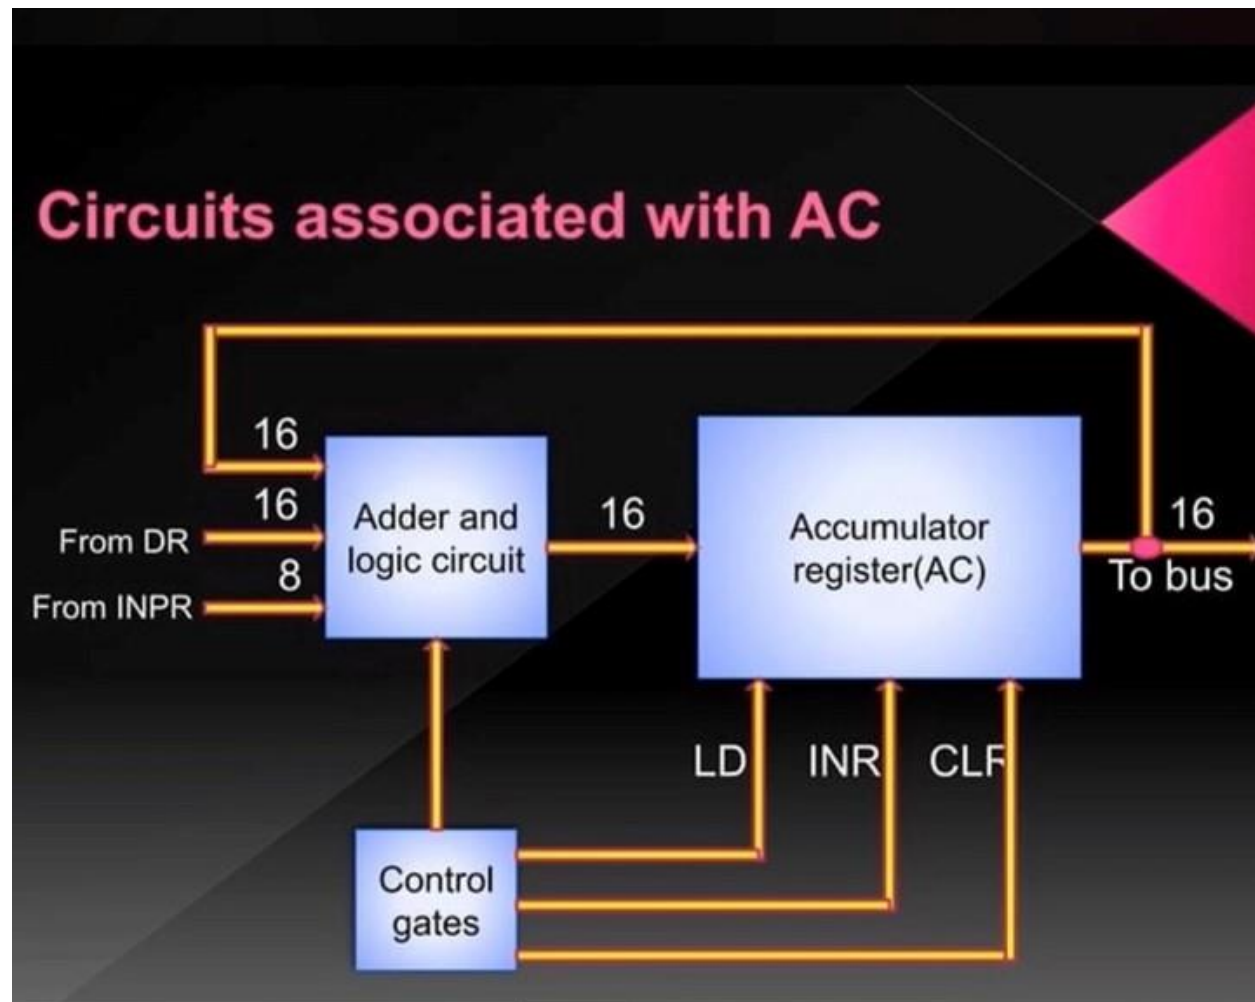 Circuits associated with AC
16
16
From DR
8
From INPR
Adder and
logic circuit
16
Accumulator
register(AC)
16
To bus
LD
INR
CLR
Control
gates